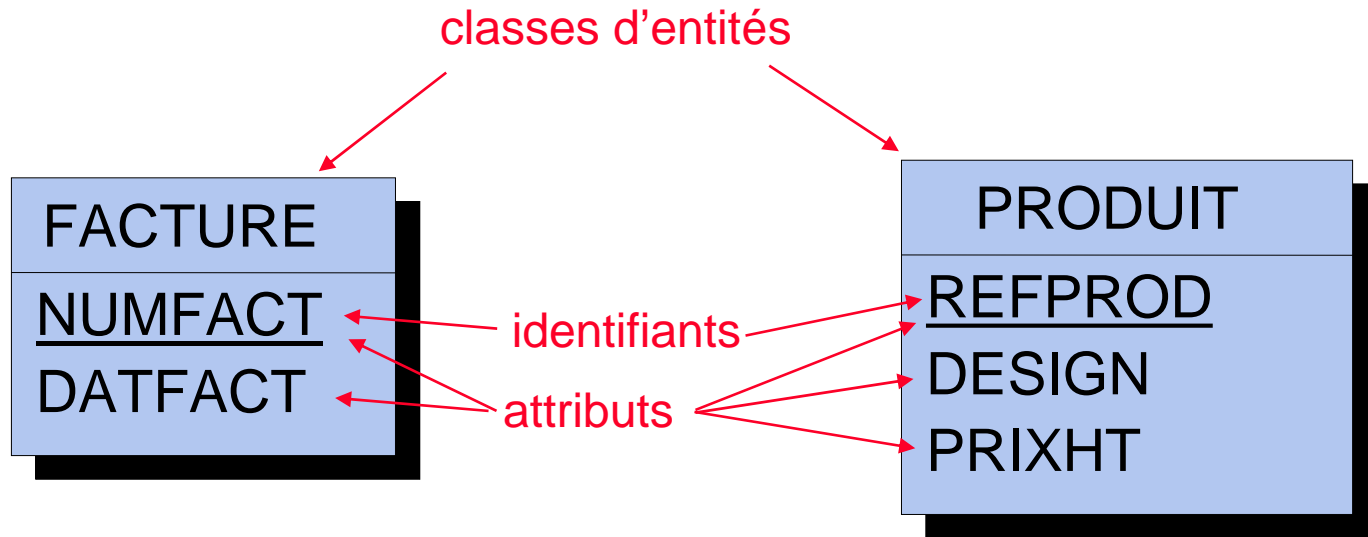 classes d'entités
FACTURE
NUMFACT
DATFACT
identifiants
attributs
PRODUIT
REFPROD
DESIGN
PRIXHT